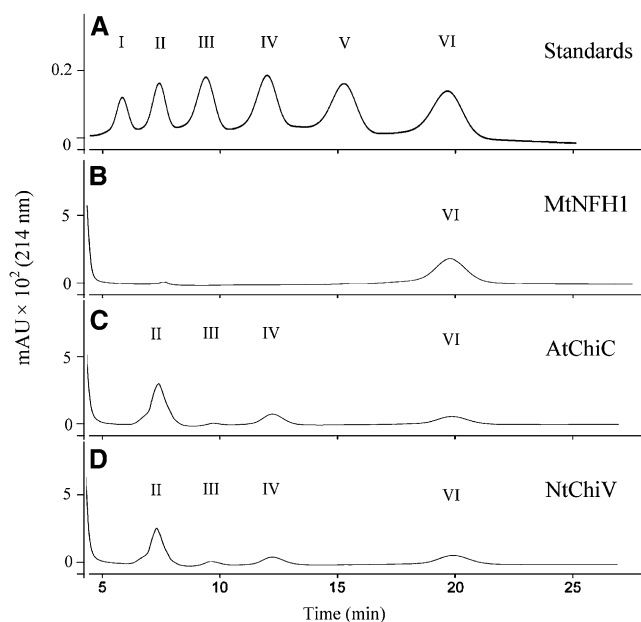 A
I II III IV V VI
Standards
0.2
0
B
VI
MtNFH1
5
0
C
II III IV VI
AtChiC
5
0
D
II III IV VI
NtChiV
5
0
5 10 15 20 25
Time (min)
mAU × 10² (214 nm)